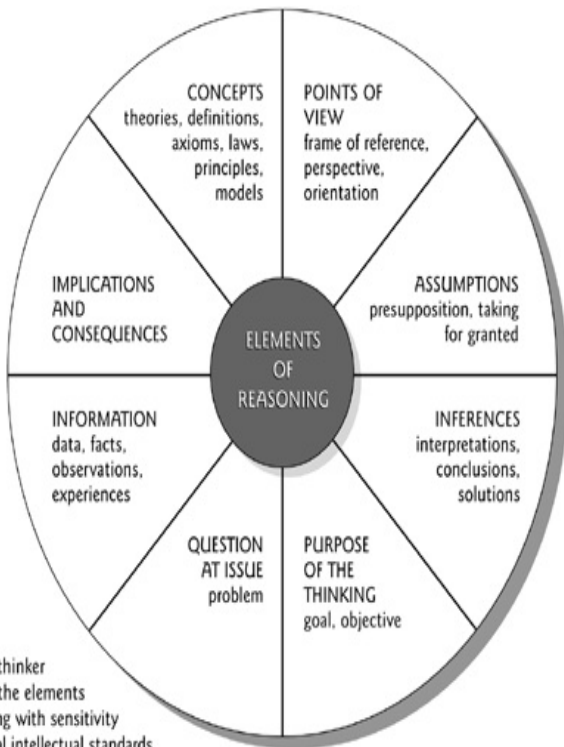 CONCEPTS
theories, definitions,
axioms, laws,
principles,
models
POINTS OF
VIEW
frame of reference,
perspective,
orientation
IMPLICATIONS
AND
CONSEQUENCES
ASSUMPTIONS
presupposition, taking
for granted
ELEMENTS
OF
REASONING
INFORMATION
data, facts,
observations,
experiences
INFERENCES
interpretations,
conclusions,
solutions
QUESTION
AT ISSUE
problem
PURPOSE
OF THE
THINKING
goal, objective
thinker
the elements
with sensitivity
intellectual standards